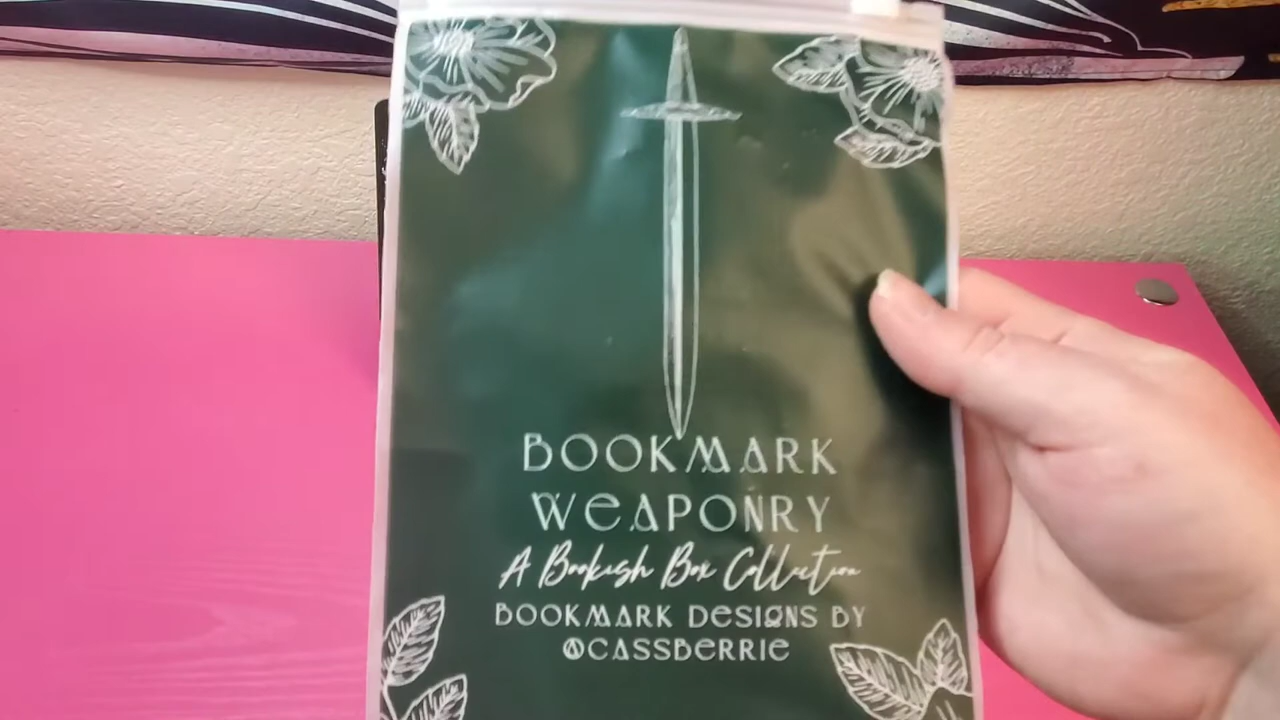 BOOKMARK
WEAPONRY
A Bookish Box Collection
BOOKMARK DESIGNS BY
@CASSBERRIE